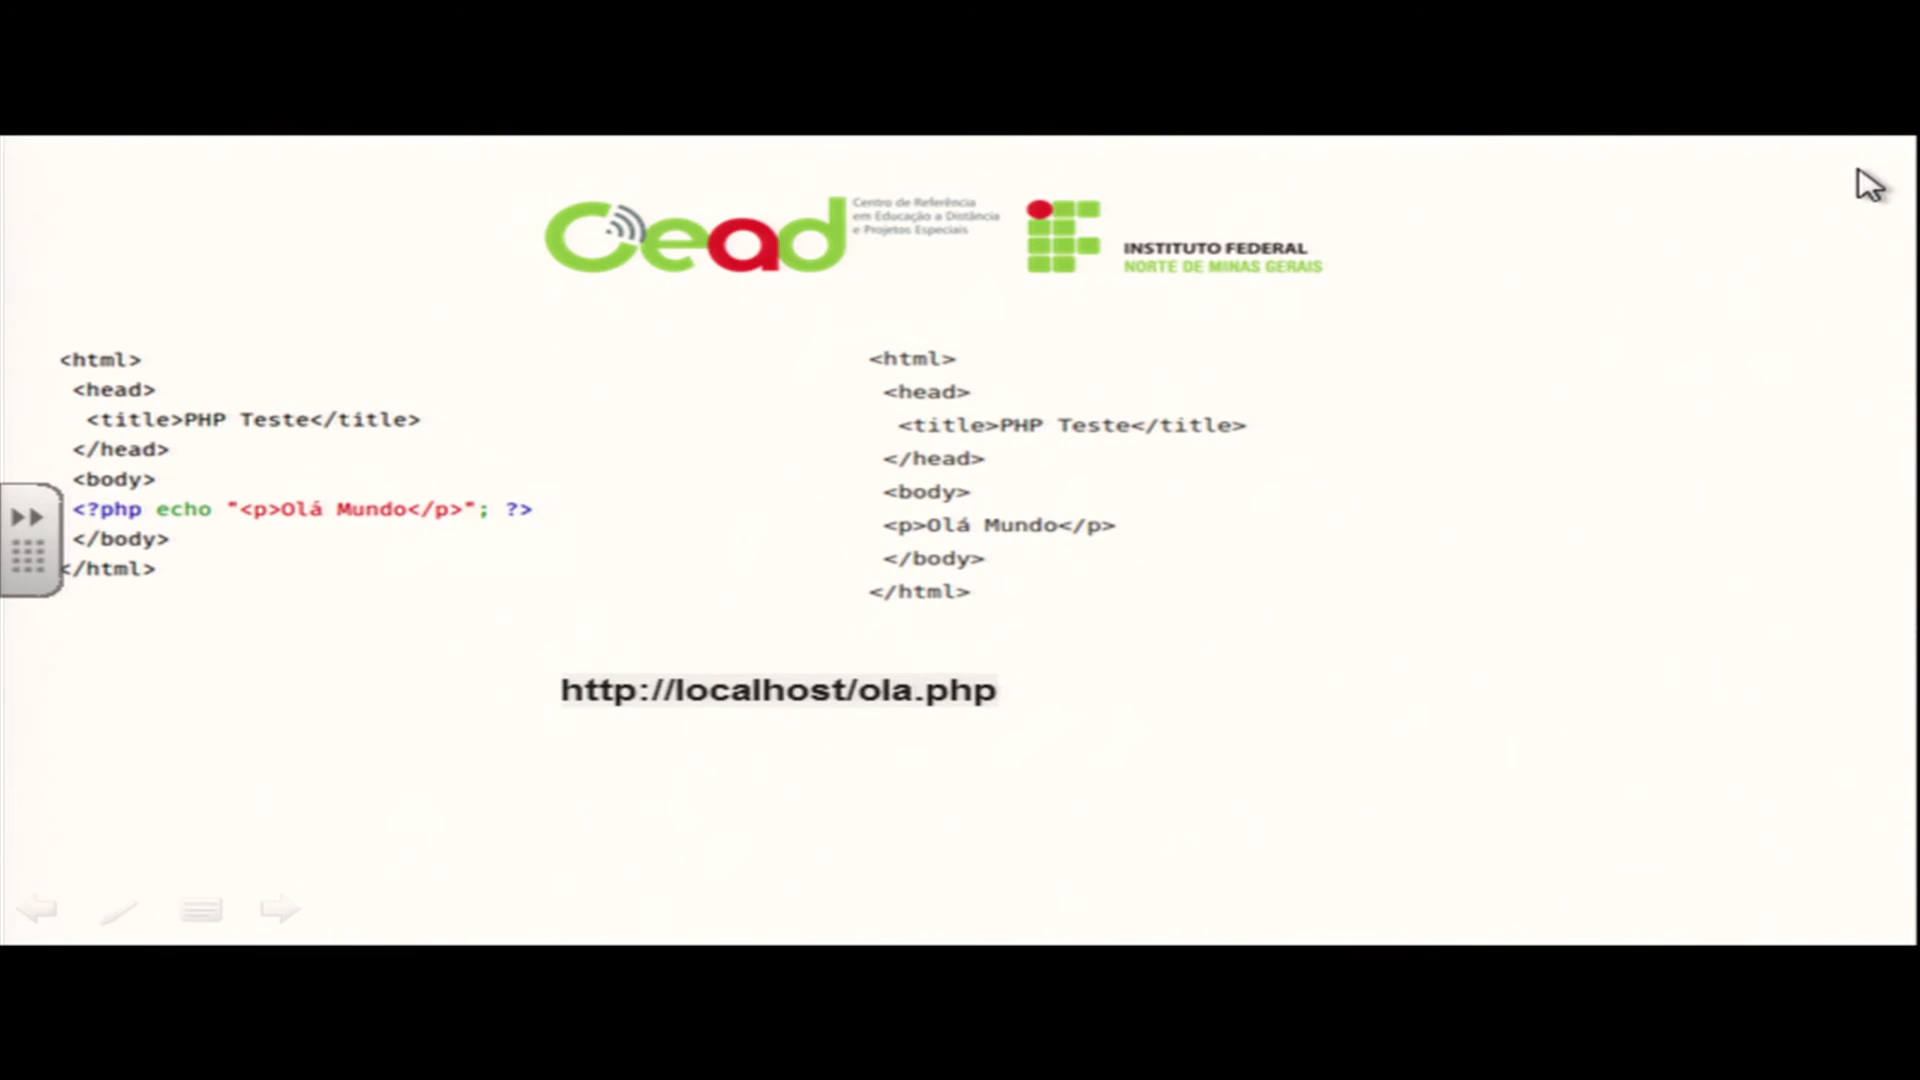 Cead
Centro de Referência
em Educação a Distância
e Projetos Especiais
INSTITUTO FEDERAL
NORTE DE MINAS GERAIS
<html>
<head>
<title>PHP Teste</title>
</head>
<body>
<?php echo "<p>Olá Mundo</p>"; ?>
</body>
</html>
<html>
<head>
<title>PHP Teste</title>
</head>
<body>
<p>Olá Mundo</p>
</body>
</html>
http://localhost/ola.php